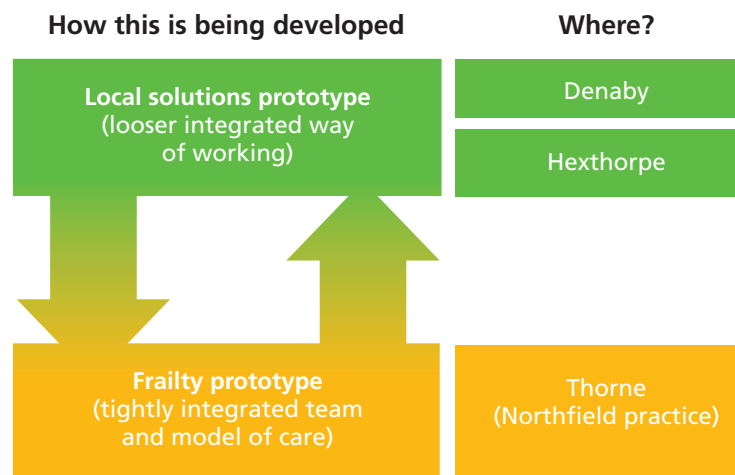 How this is being developed
Where?
Local solutions prototype
(looser integrated way
of working)
Denaby
Hexthorpe
Frailty prototype
(tightly integrated team
and model of care)
Thorne
(Northfield practice)